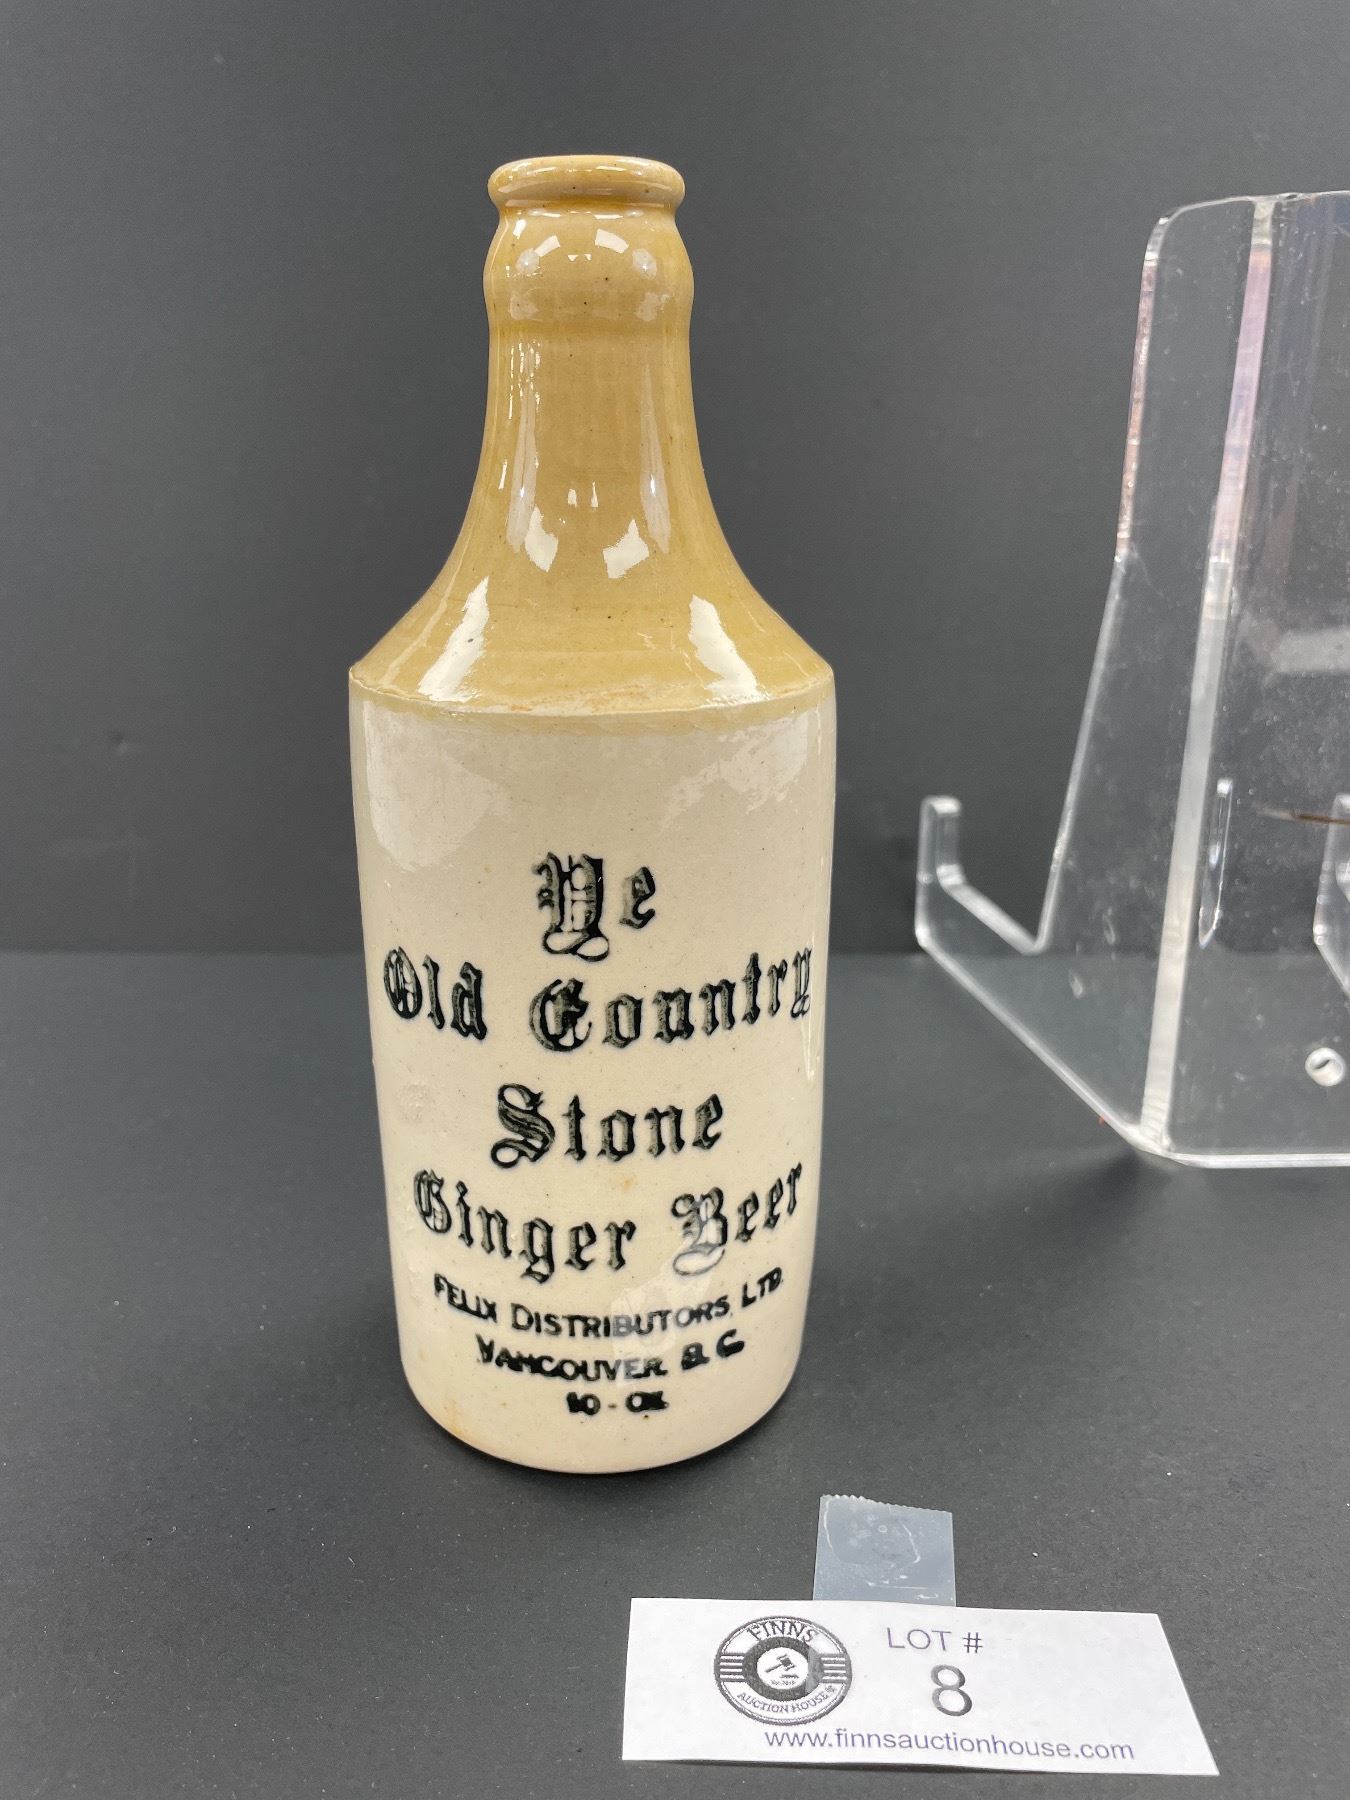 Ye
Old Country
Stone
Ginger Beer
FELIX DISTRIBUTORS, LTD.
VANCOUVER B.C
10-OZ
FINNS
AUCTION HOUSE
LOT #
8
www.finnsauctionhouse.com